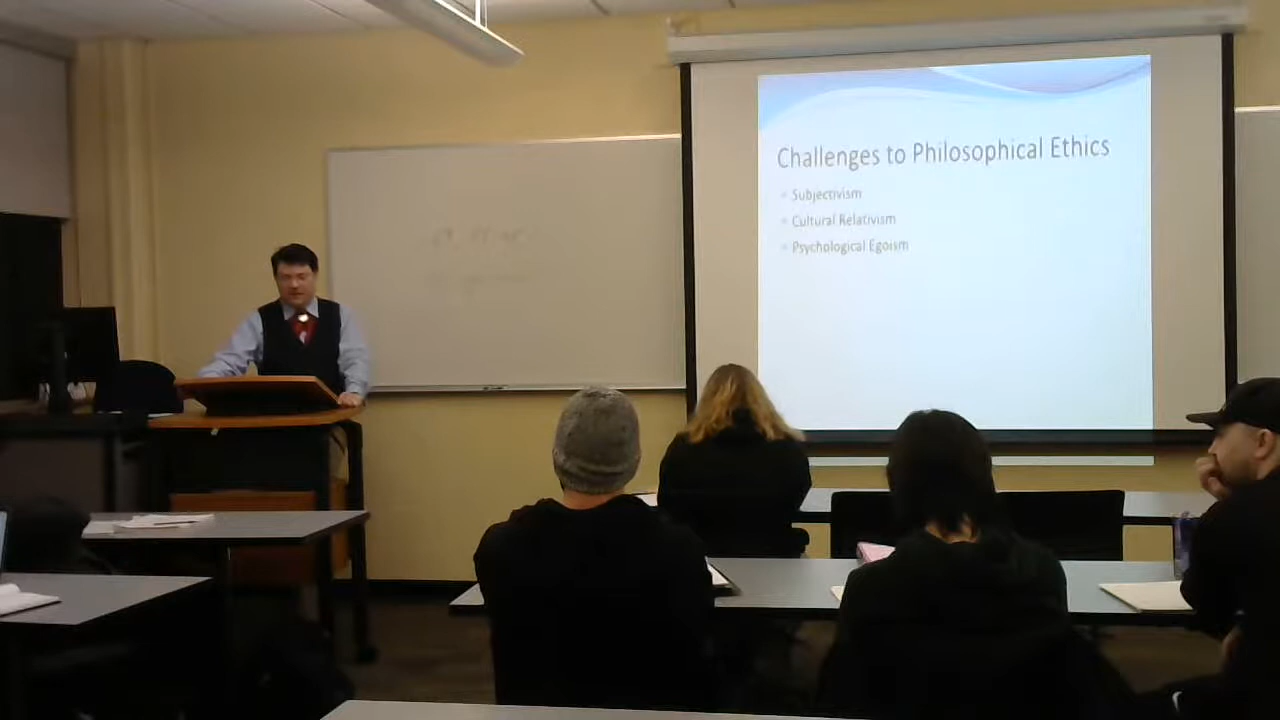 Challenges to Philosophical Ethics
Subjectivism
Cultural Relativism
Psychological Egoism